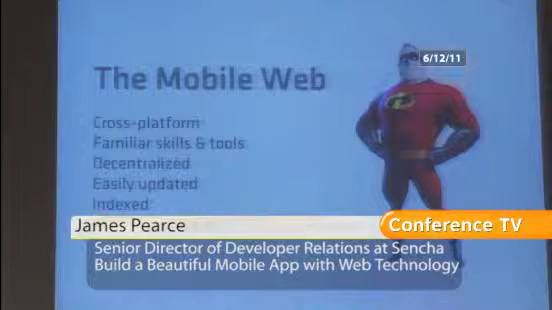 6/12/11
The Mobile Web
Cross-platform
Familiar skills & tools
Decentralized
Easily updated
Indexed
James Pearce
Conference TV
Senior Director of Developer Relations at Sencha
Build a Beautiful Mobile App with Web Technology